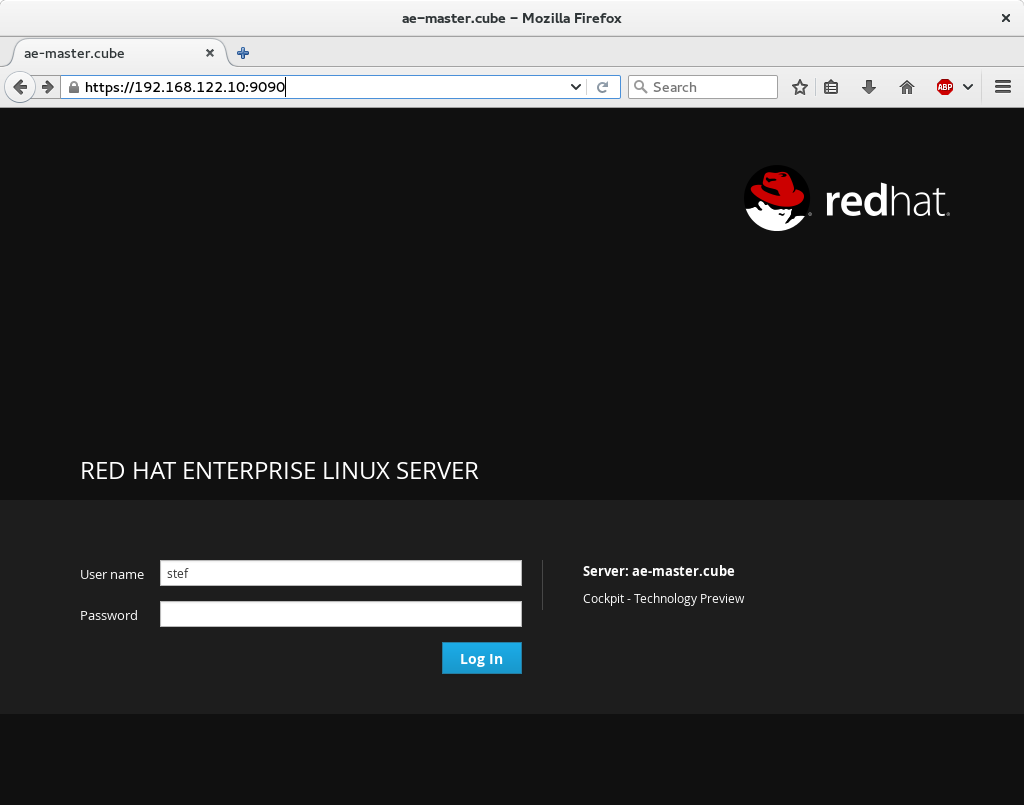 ae-master.cube – Mozilla Firefox
ae-master.cube
https://192.168.122.10:9090
Search
ABP
redhat.
RED HAT ENTERPRISE LINUX SERVER
User name
stef
Password
Log In
Server: ae-master.cube
Cockpit - Technology Preview